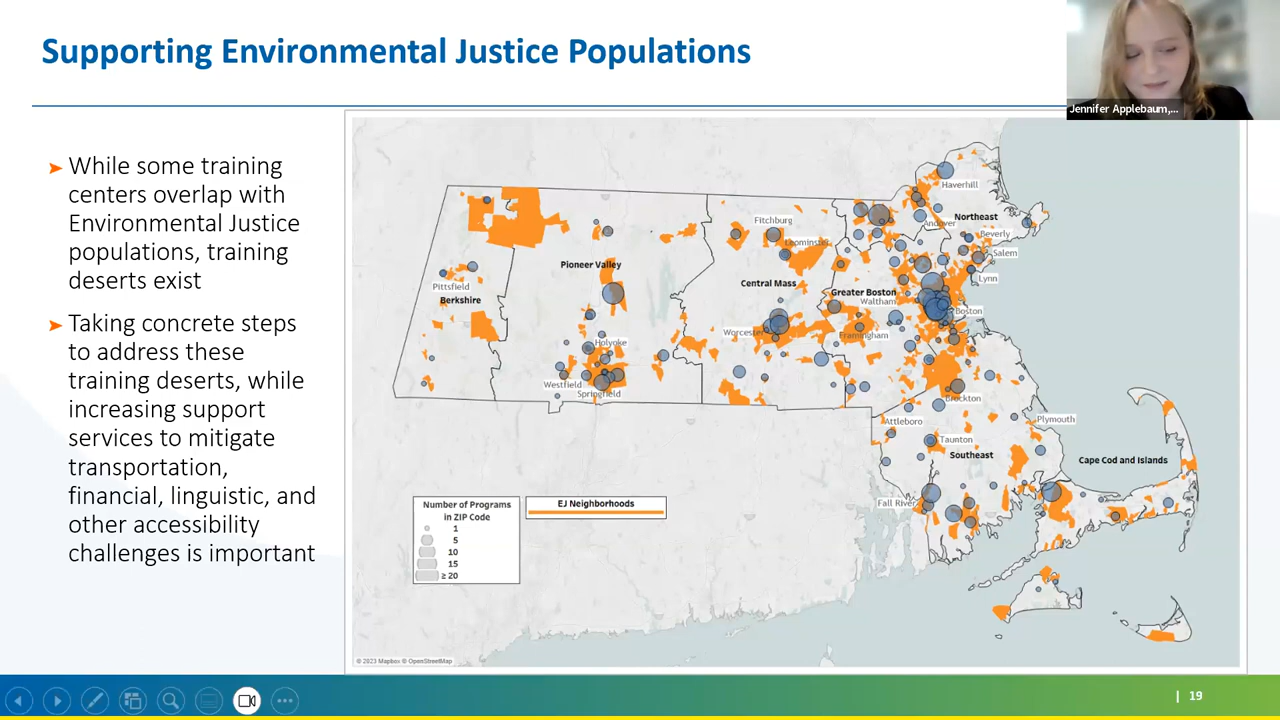 Supporting Environmental Justice Populations
Jennifer Applebaum,...
While some training
centers overlap with
Environmental Justice
populations, training
deserts exist
Taking concrete steps
to address these
training deserts, while
increasing support
services to mitigate
transportation,
financial, linguistic, and
other accessibility
challenges is important
Haverhill
Northeast
Andover
Fitchburg
Beverly
Leominster
Salem
Pioneer Valley
Lynn
Pittsfield
Central Mass
Greater Boston
Berkshire
Waltham
Boston
Worcester
Framingham
Holyoke
Westfield
Springfield
Brockton
Attleboro
Plymouth
Taunton
Southeast
Cape Cod and Islands
Fall River
Number of Programs
in ZIP Code
1
5
10
15
≥ 20
EJ Neighborhoods
© 2023 Mapbox © OpenStreetMap
| 19